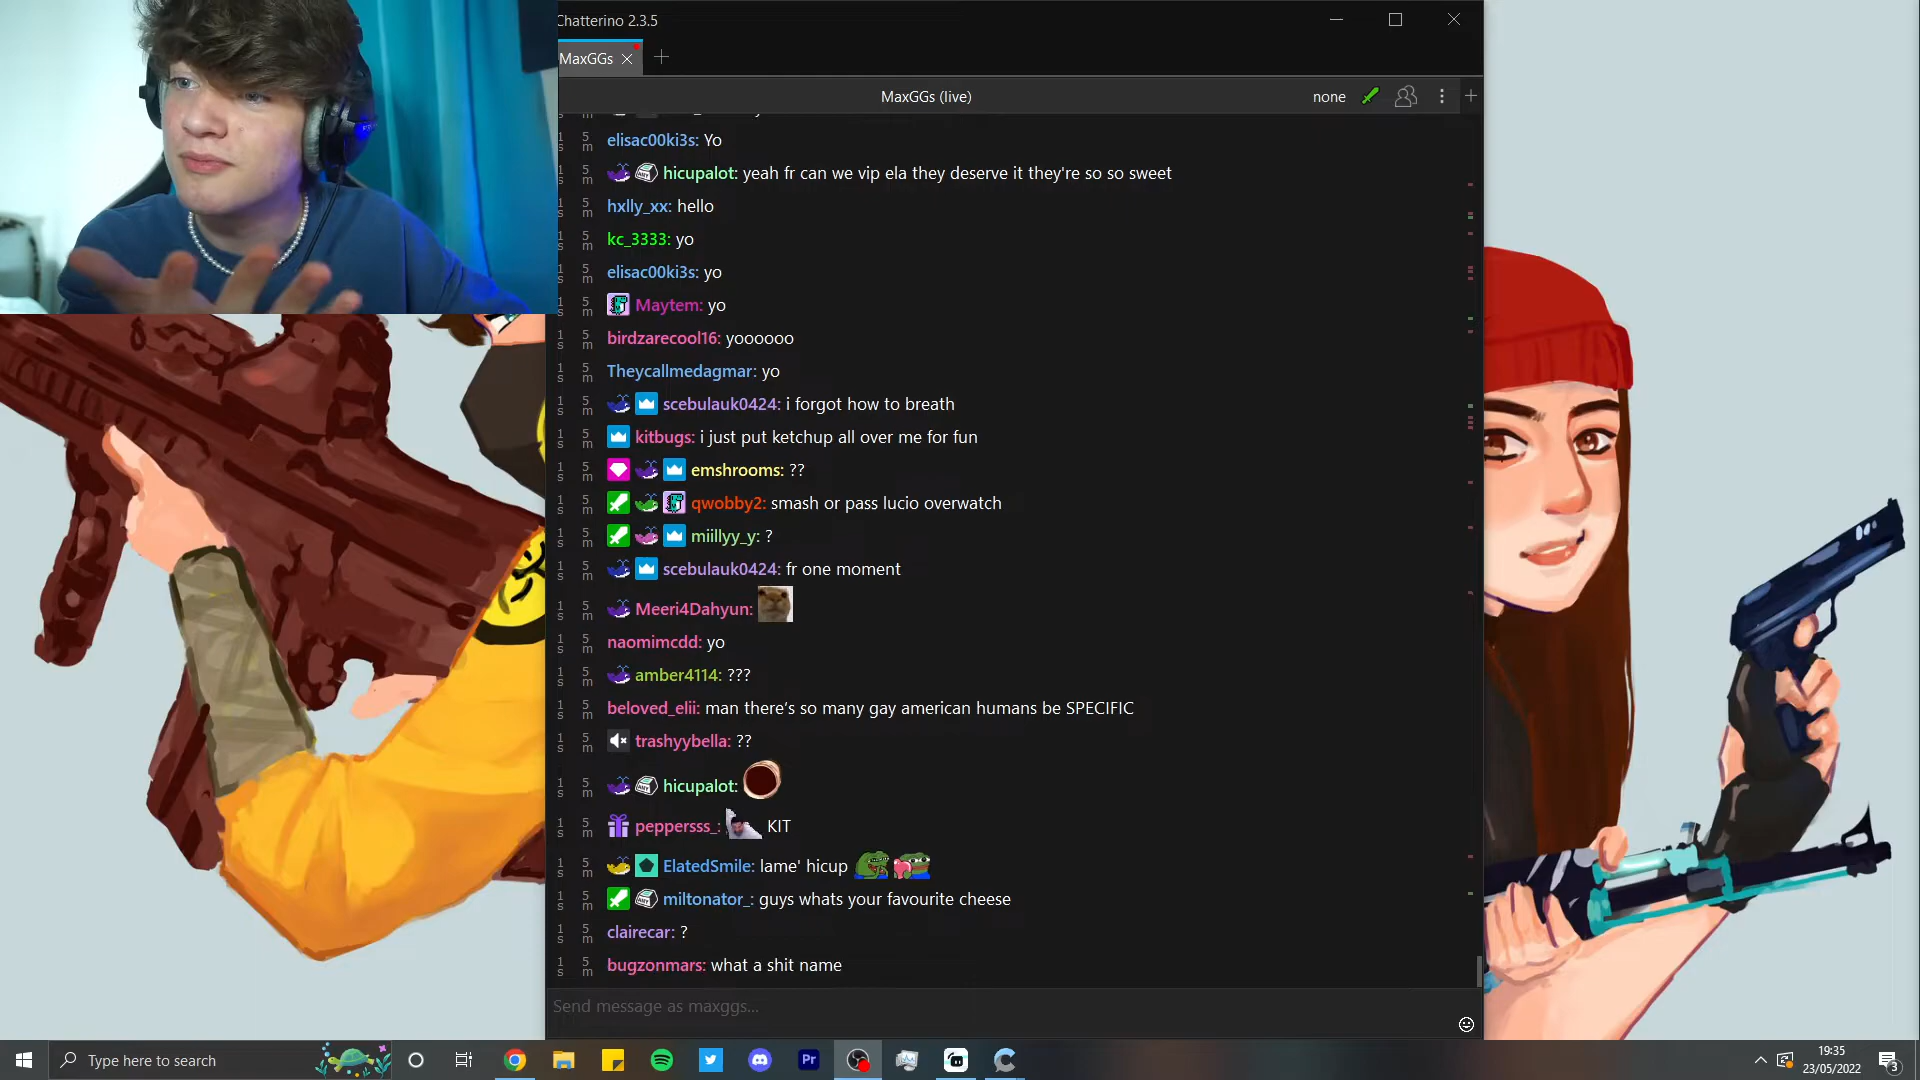 Chatterino 2.3.5
MaxGGs
MaxGGs (live)
none
elisac00ki3s: Yo
hicupalot: yeah fr can we vip ela they deserve it they're so so sweet
hxlly_xx: hello
kc_3333: yo
elisac00ki3s: yo
Maytem: yo
birdzarecool16: yoooooo
Theycallmedagmar: yo
scebulauk0424: i forgot how to breath
kitbugs: i just put ketchup all over me for fun
emshrooms: ??
qwobby2: smash or pass lucio overwatch
miillyy_y: ?
scebulauk0424: fr one moment
Meeri4Dahyun:
naomimcdd: yo
amber4114: ???
beloved_elii: man there's so many gay american humans be SPECIFIC
trashyybella: ??
hicupalot:
peppersss_: KIT
ElatedSmile: lame' hicup
miltonator_: guys whats your favourite cheese
clairecar: ?
bugzonmars: what a shit name
Send message as maxggs...
Type here to search
Pr
19:35
23/05/2022
3